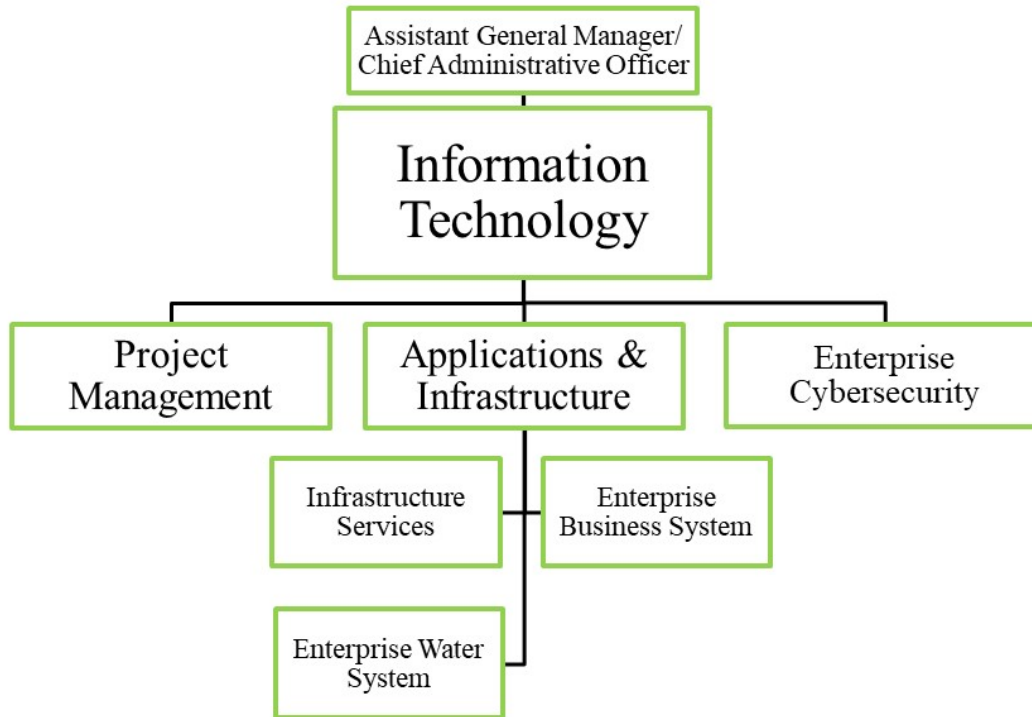 Assistant General Manager/
Chief Administrative Officer
Information
Technology
Project
Management
Applications &
Infrastructure
Enterprise
Cybersecurity
Infrastructure
Services
Enterprise
Business System
Enterprise Water
System